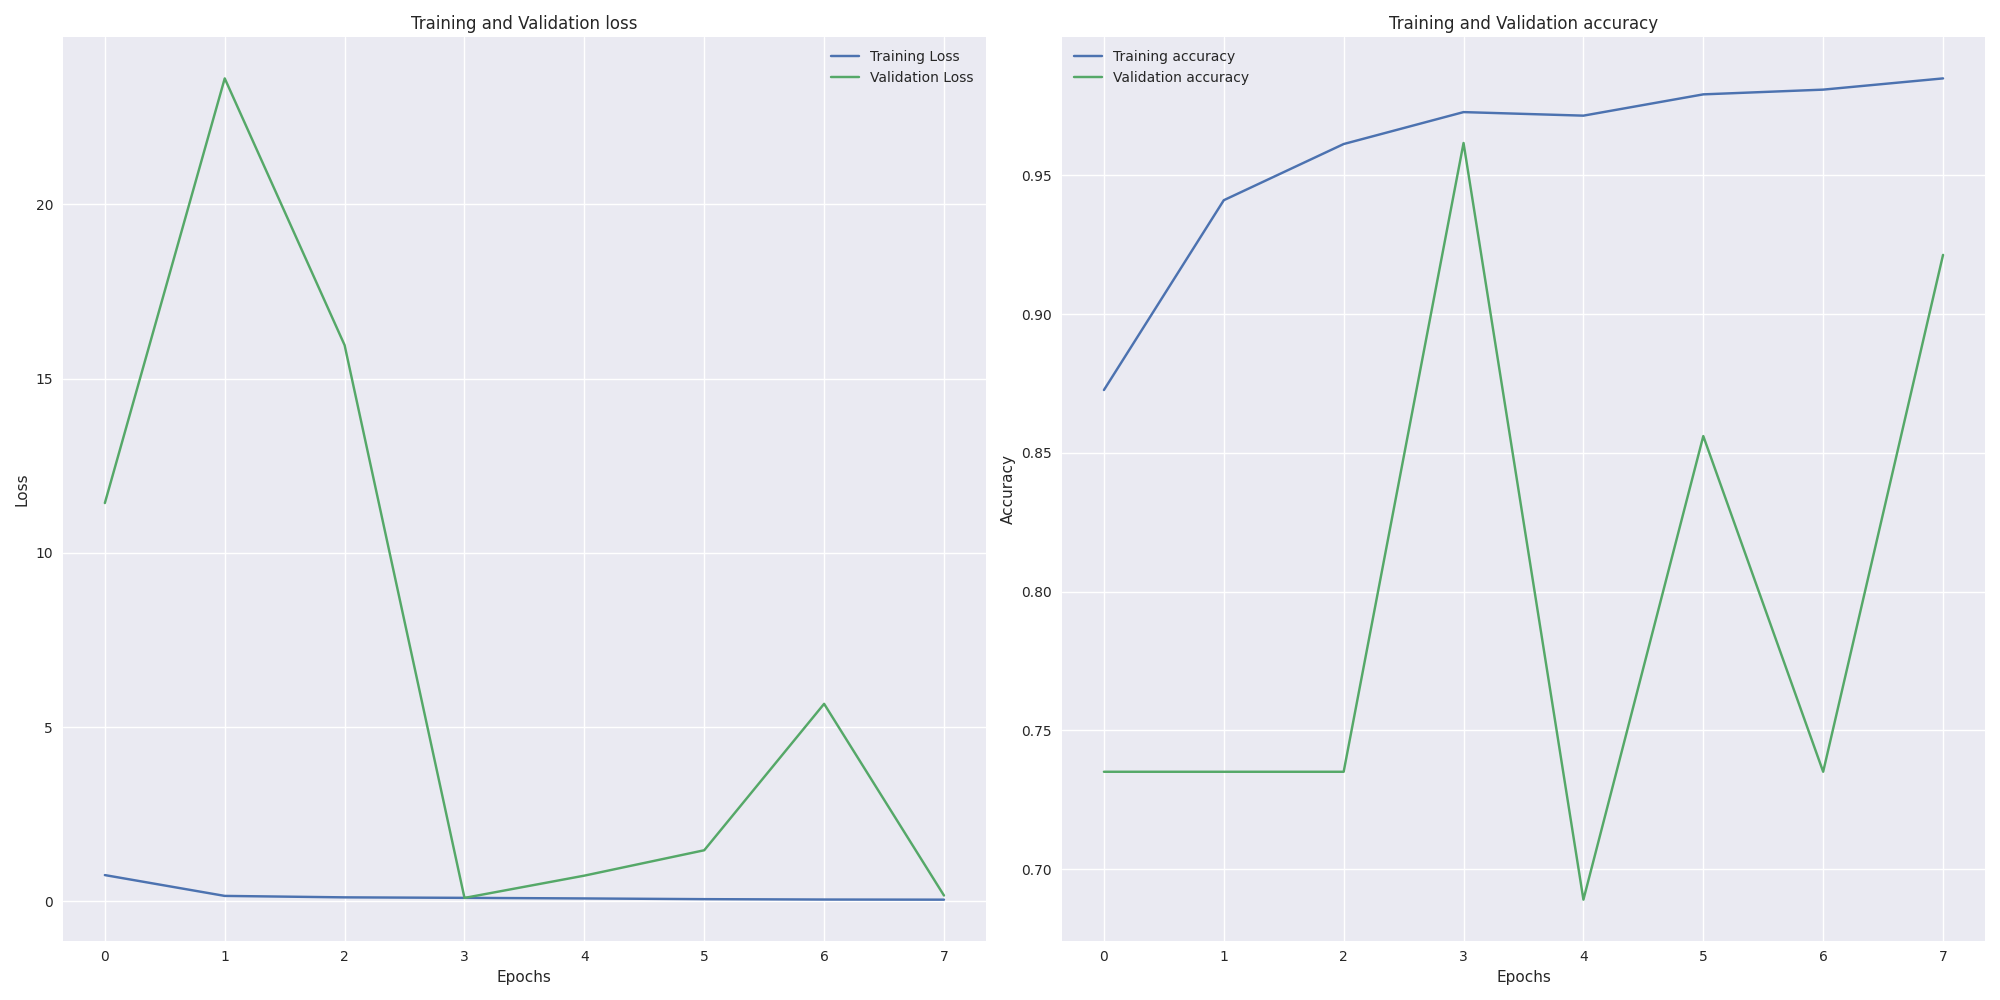 Training and Validation loss
Training Loss
Validation Loss
20
15
10
5
0
Loss
0 1 2 3 4 5 6 7
Epochs
Training and Validation accuracy
Training accuracy
Validation accuracy
0.95
0.90
0.85
0.80
0.75
0.70
Accuracy
0 1 2 3 4 5 6 7
Epochs